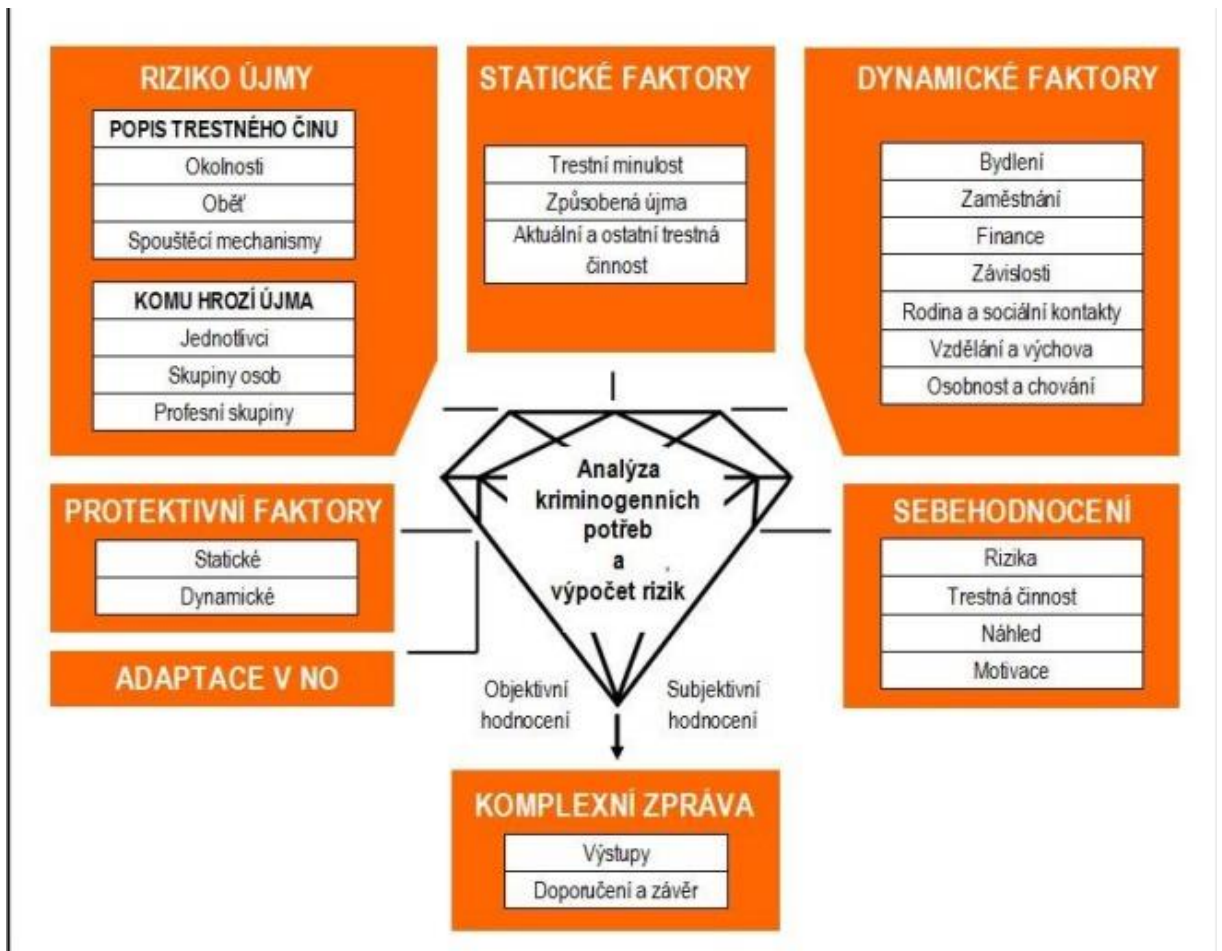 RIZIKO ÚJMY
POPIS TRESTNÉHO ČINU
Okolnosti
Oběť
Spouštěcí mechanismy
KOMU HROZÍ ÚJMA
Jednotlivci
Skupiny osob
Profesní skupiny
STATICKÉ FAKTORY
Trestní minulost
Způsobená újma
Aktuální a ostatní trestná
činnost
DYNAMICKÉ FAKTORY
Bydlení
Zaměstnání
Finance
Závislosti
Rodina a sociální kontakty
Vzdělání a výchova
Osobnost a chování
PROTEKTIVNÍ FAKTORY
Statické
Dynamické
ADAPTACE V NO
Analýza
kriminogenních
potřeb
a
výpočet rizik
SEBEHODNOCENÍ
Rizika
Trestná činnost
Náhled
Motivace
Objektivní
hodnocení
Subjektivní
hodnocení
KOMPLEXNÍ ZPRÁVA
Výstupy
Doporučení a závěr